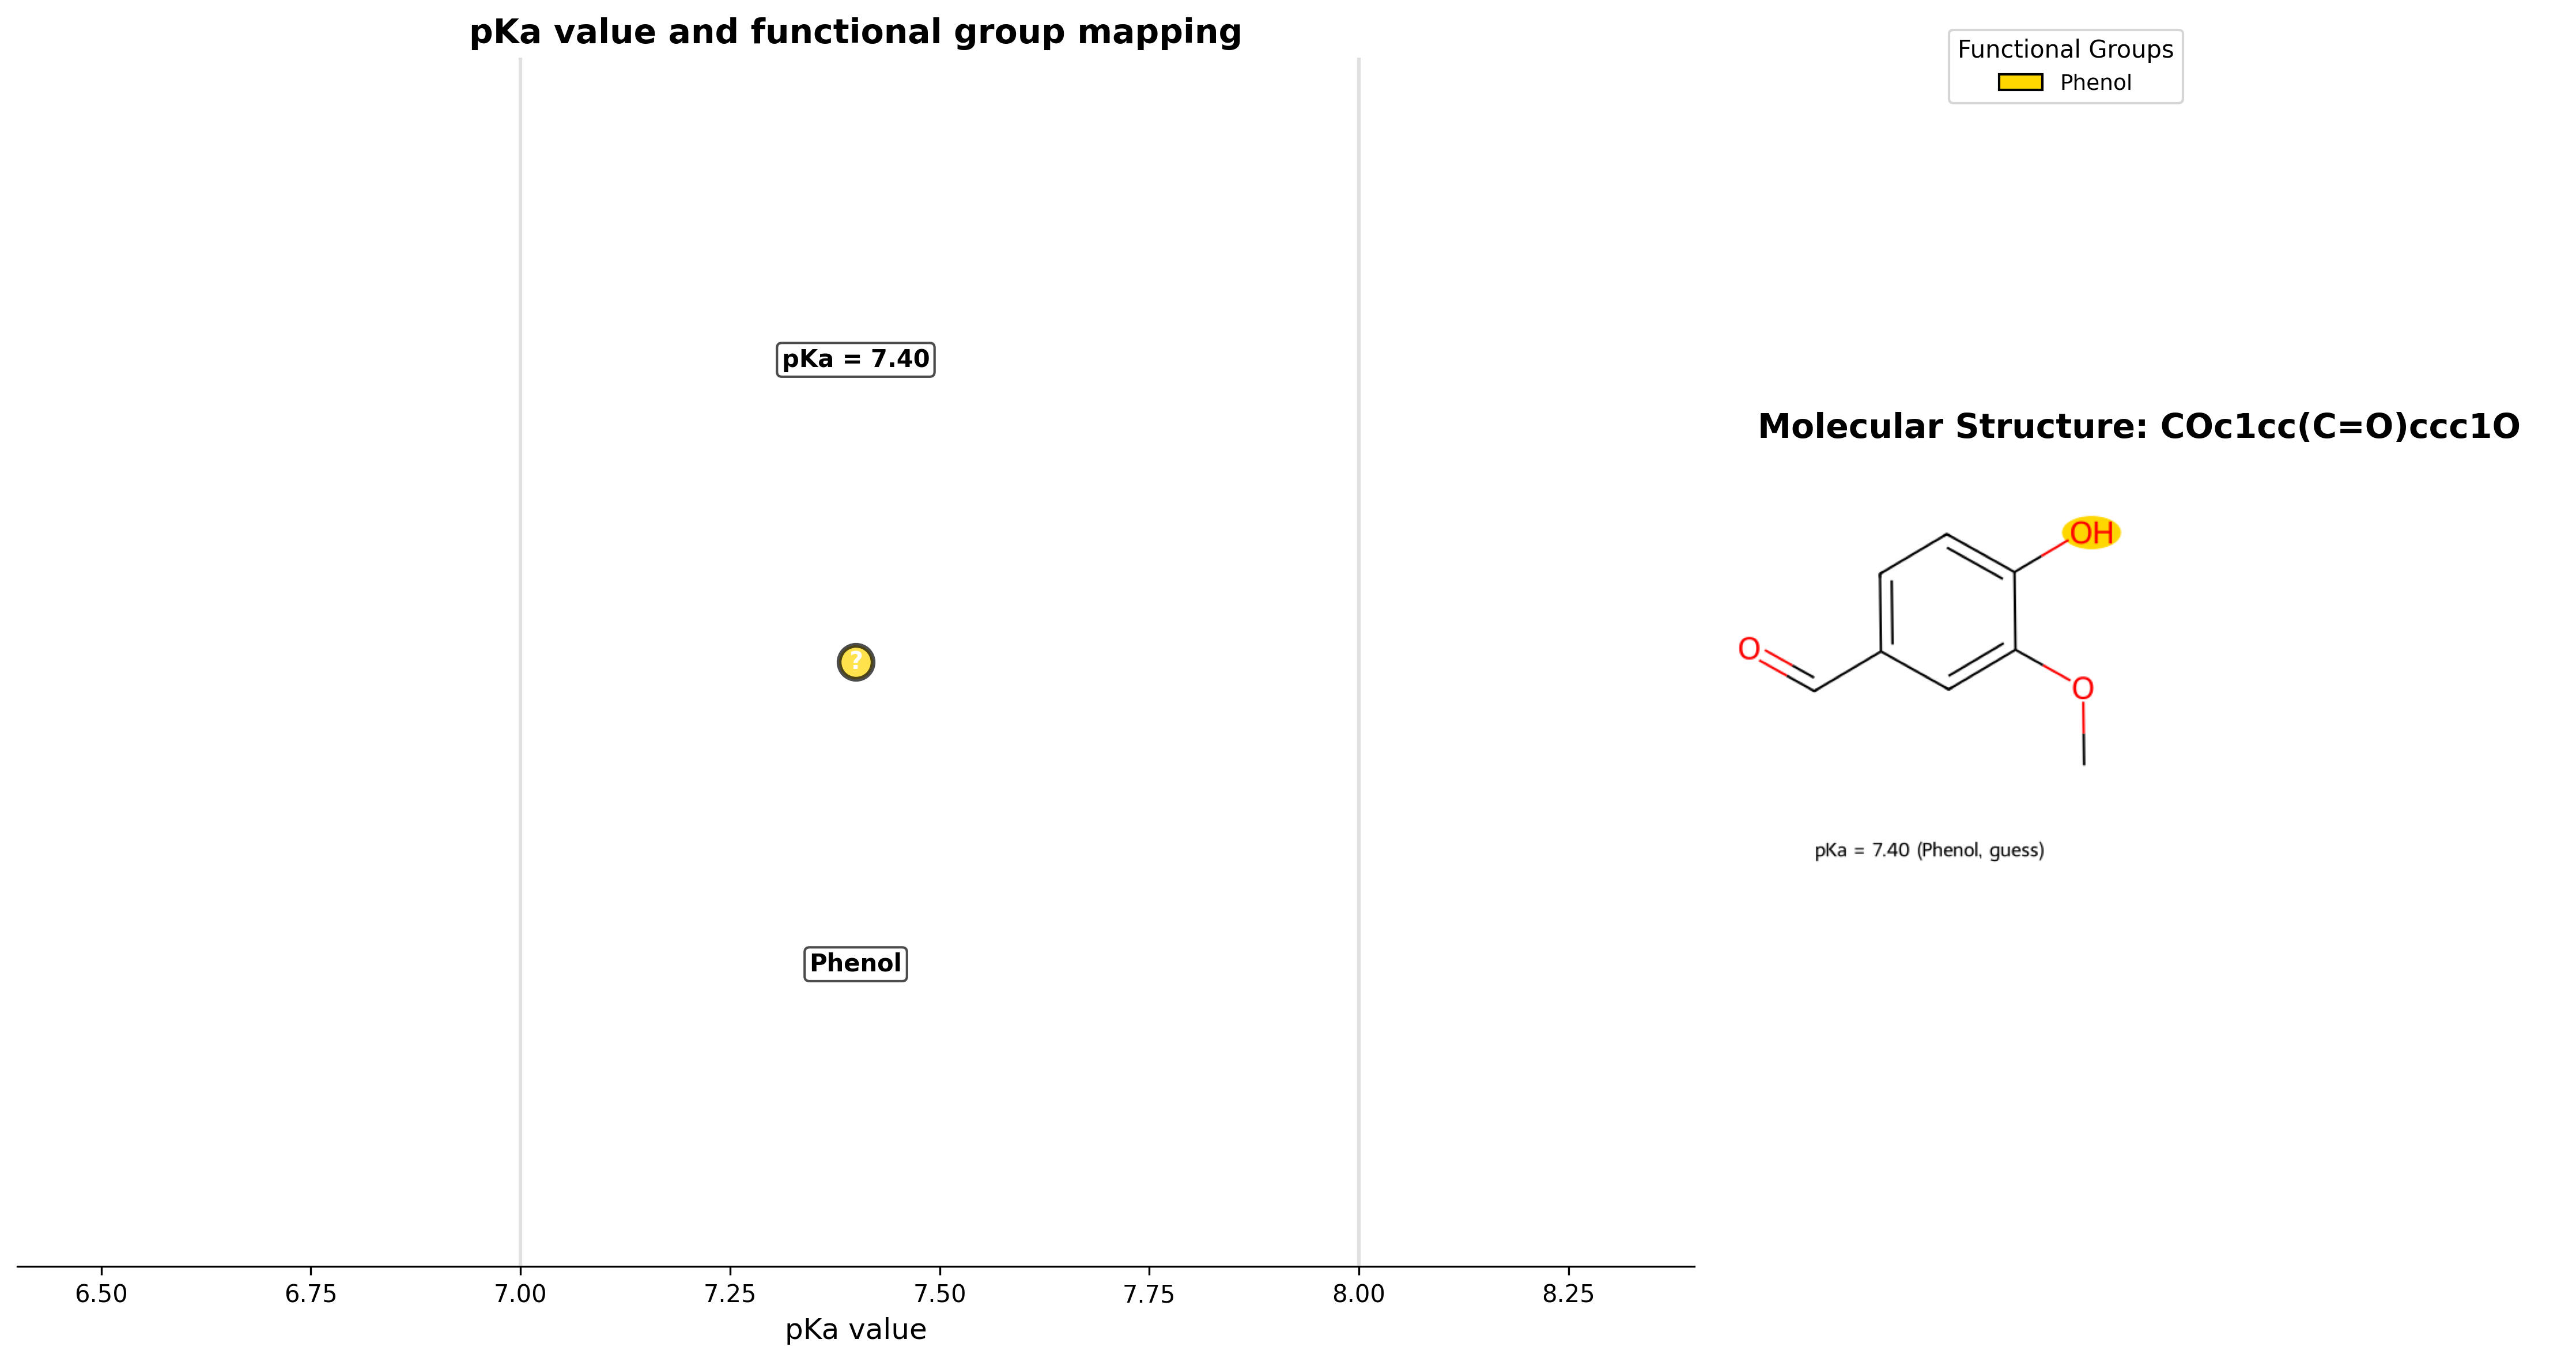 pKa value and functional group mapping
pKa = 7.40
?
Phenol
6.50 6.75 7.00 7.25 7.50 7.75 8.00 8.25
pKa value
Functional Groups
Phenol
Molecular Structure: COc1cc(C=O)ccc1O
OH
O
O
pKa = 7.40 (Phenol, guess)